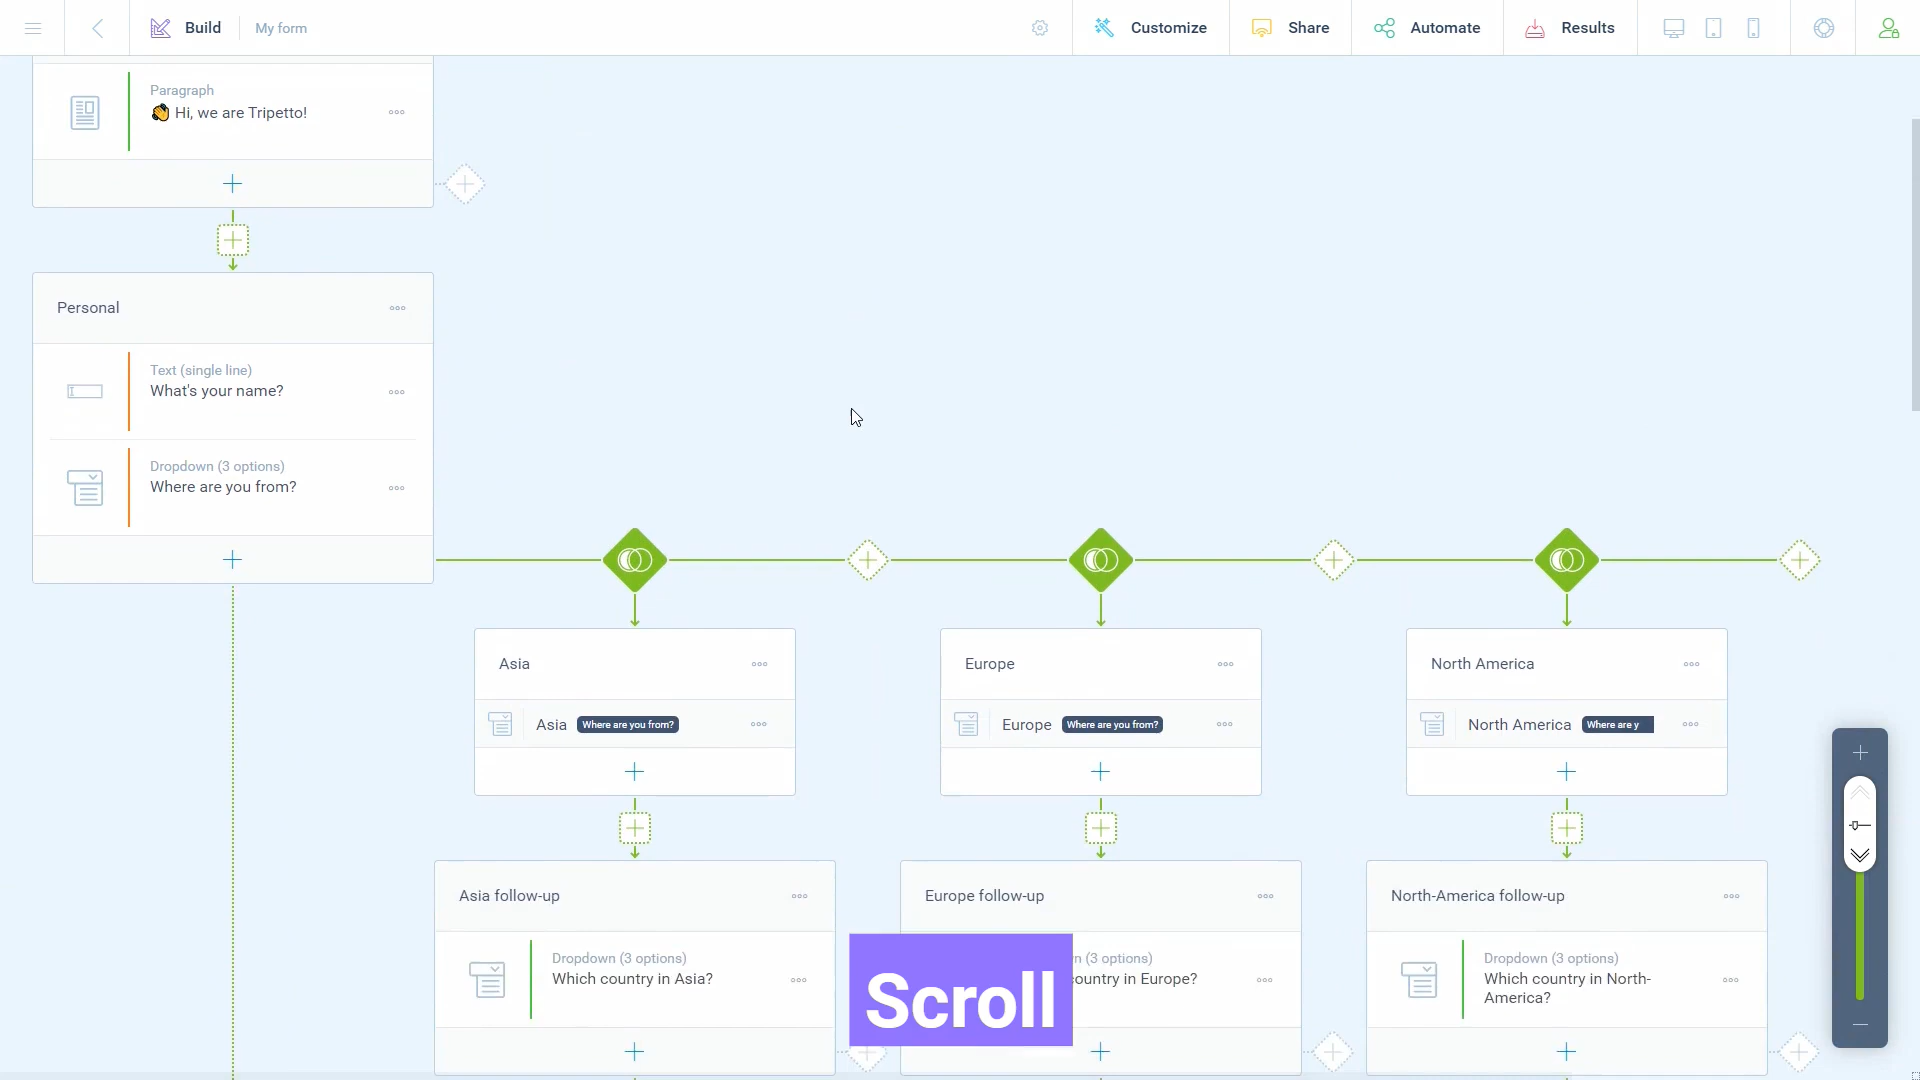 Build
My form
Customize
Share
Automate
Results
Paragraph
👋 Hi, we are Tripetto!
Personal
Text (single line)
What's your name?
Dropdown (3 options)
Where are you from?
Asia
Europe
North America
Asia Where are you from?
Europe Where are you from?
North America Where are y
Asia follow-up
Europe follow-up
North-America follow-up
Dropdown (3 options)
Which country in Asia?
(3 options)
country in Europe?
Dropdown (3 options)
Which country in North-
America?
Scroll